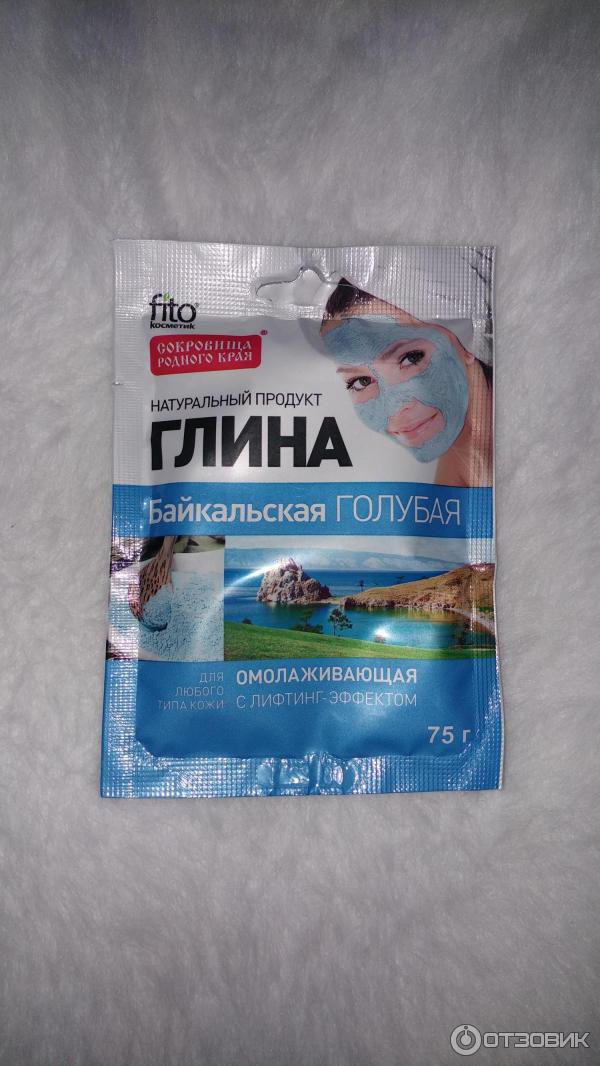 fito®
косметик
СОКРОВИЩА
РОДНОГО КРАЯ®
НАТУРАЛЬНЫЙ ПРОДУКТ
ГЛИНА
Байкальская ГОЛУБАЯ
ДЛЯ
ЛЮБОГО
ТИПА КОЖИ
ОМОЛАЖИВАЮЩАЯ
С ЛИФТИНГ-ЭФФЕКТОМ
75 г
ОТЗОВИК